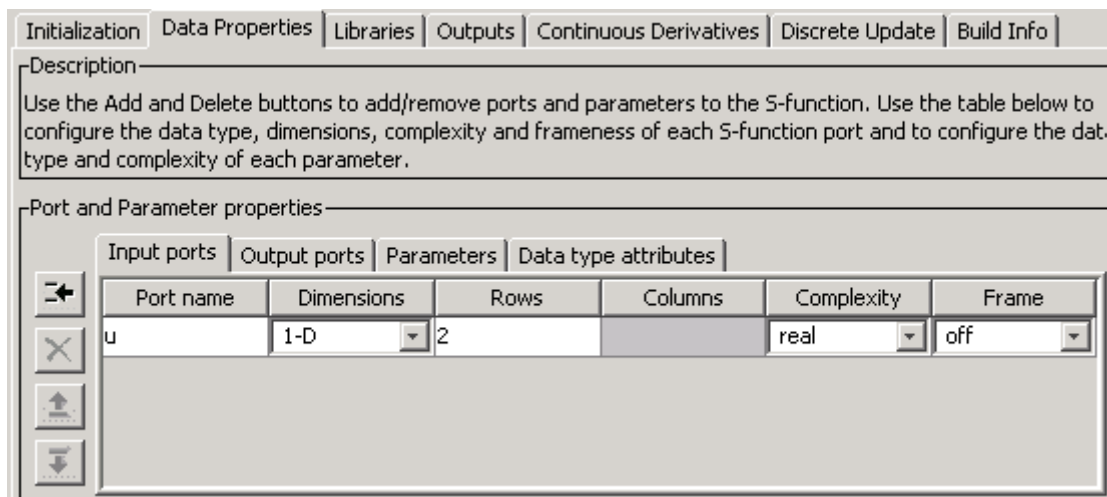 Initialization Data Properties Libraries Outputs Continuous Derivatives Discrete Update Build Info
Description
Use the Add and Delete buttons to add/remove ports and parameters to the S-function. Use the table below to
configure the data type, dimensions, complexity and frameness of each S-function port and to configure the dat
type and complexity of each parameter.
Port and Parameter properties
Input ports Output ports Parameters Data type attributes
Port name Dimensions Rows Columns Complexity Frame
u 1-D 2 real off